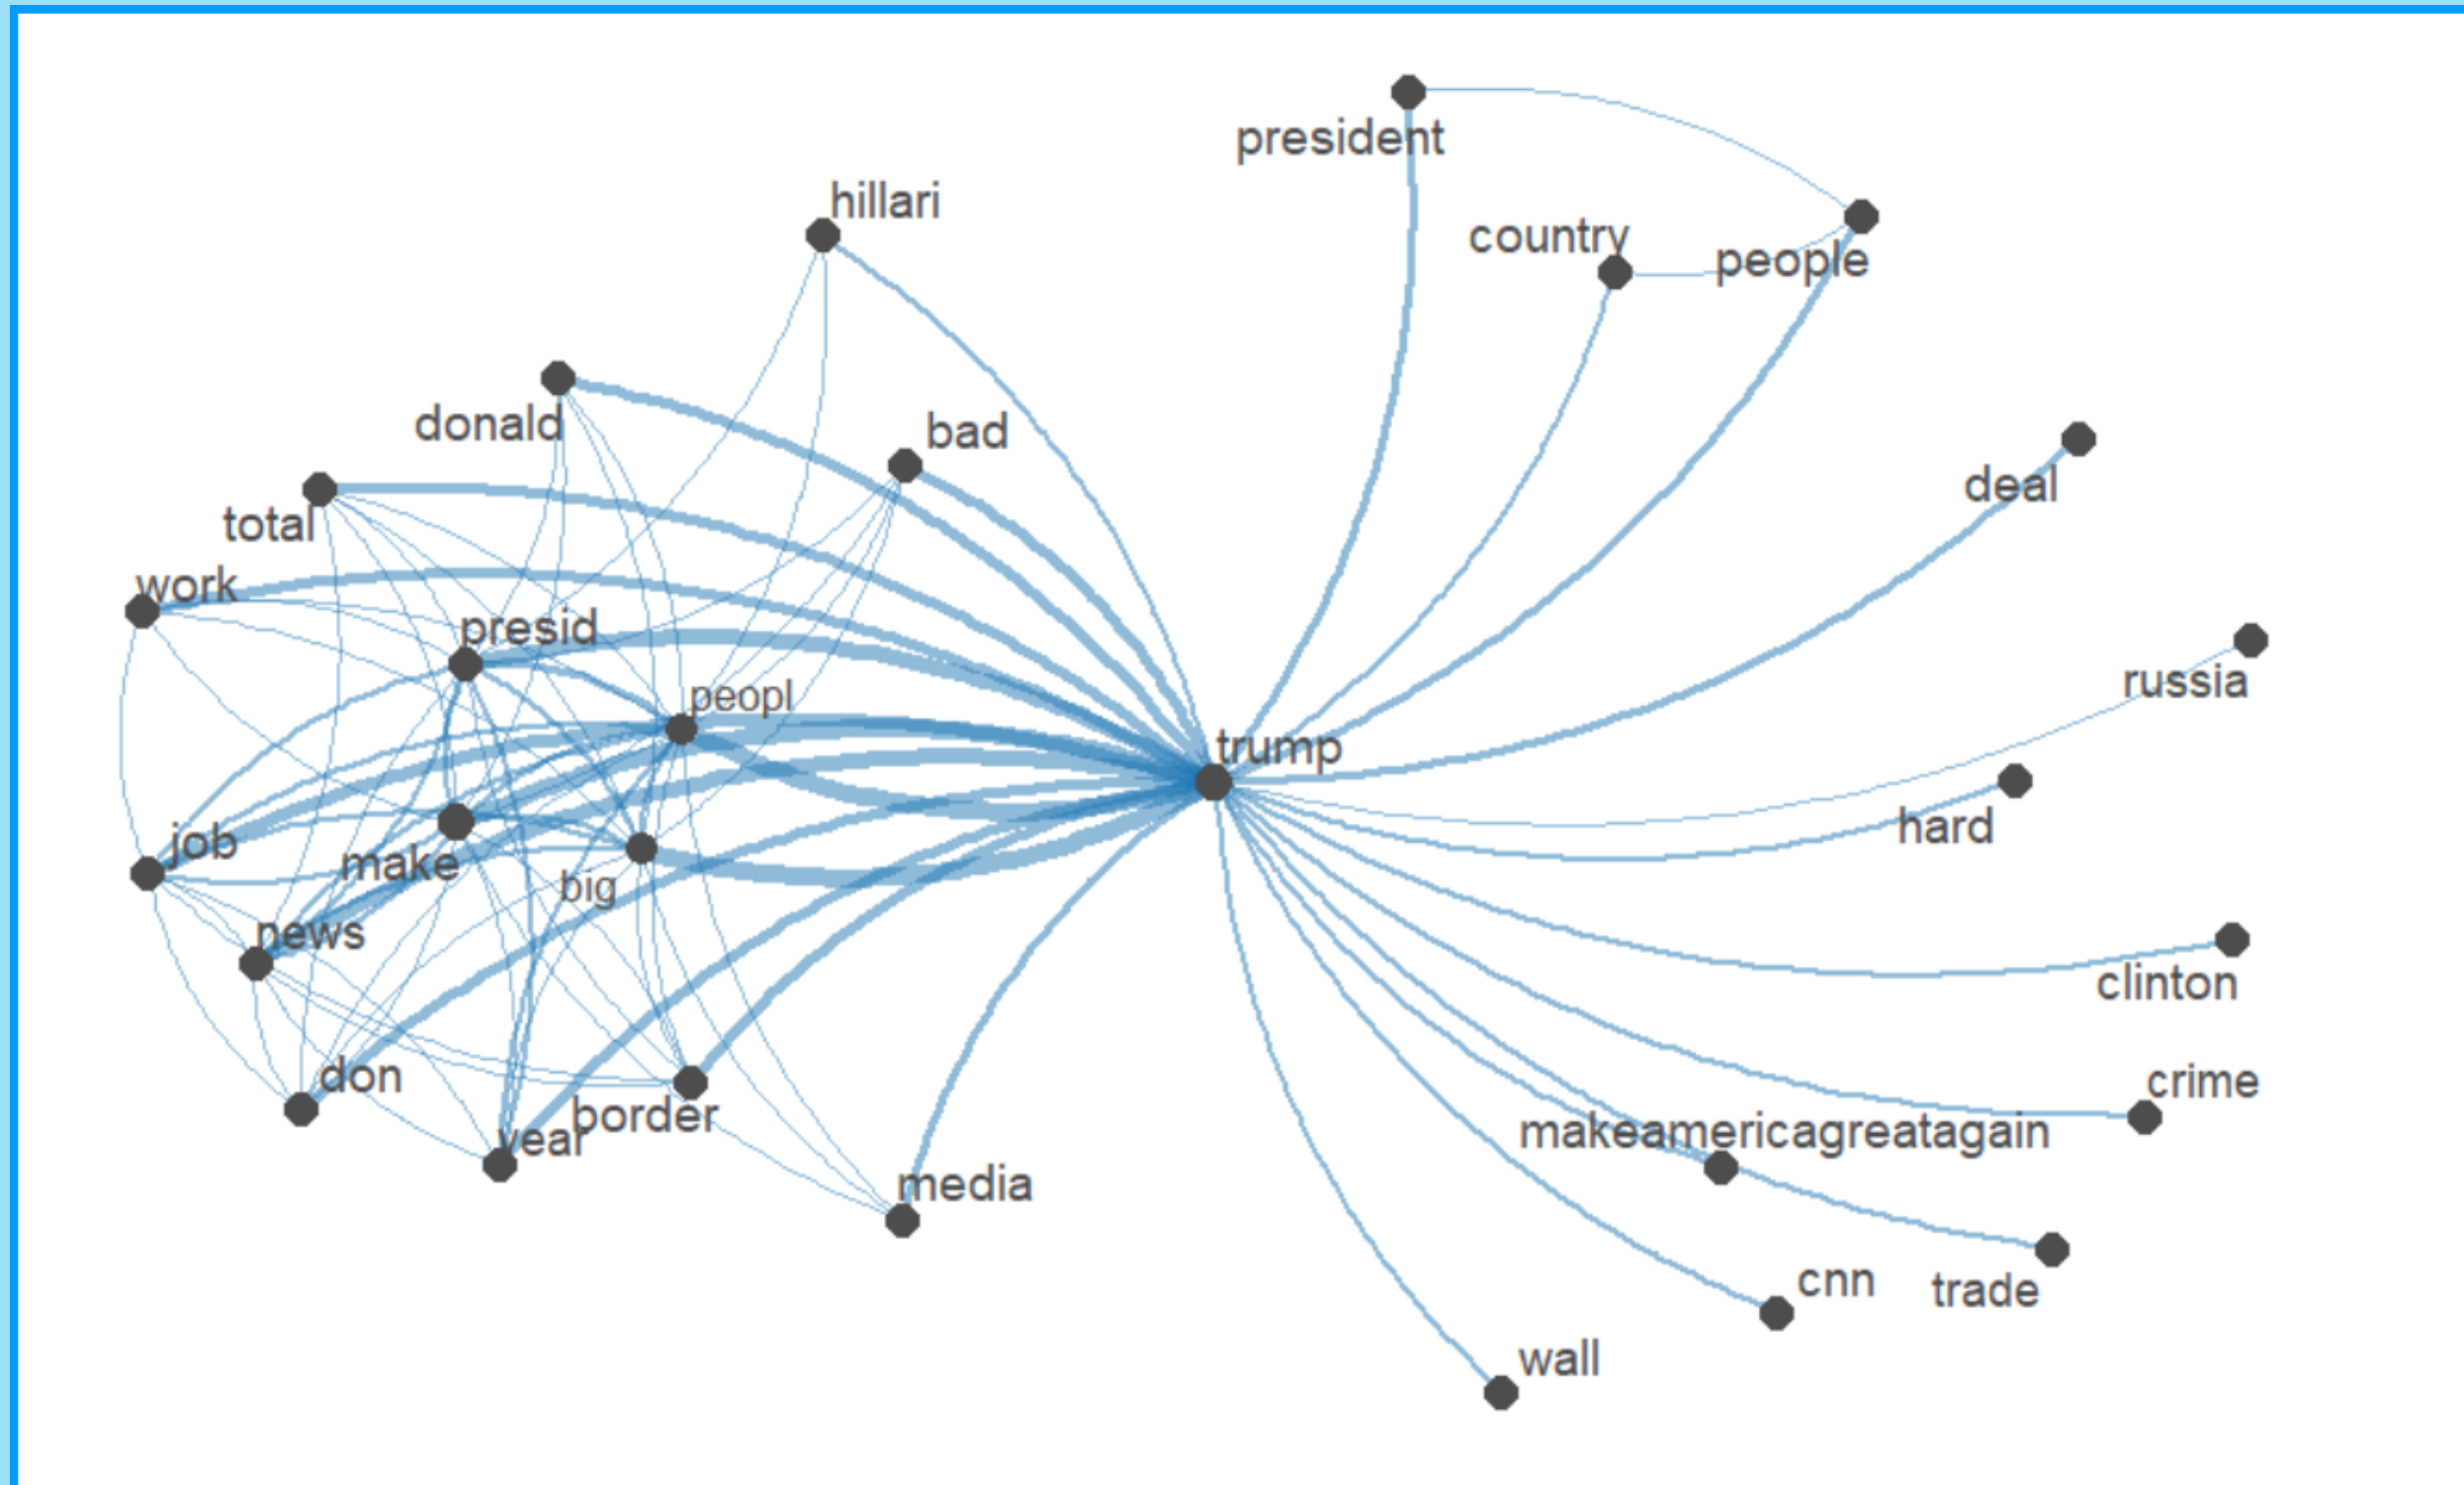 president
hillari
country
people
donald
bad
deal
total
work
presid
russia
peopl
trump
hard
job
make
big
news
clinton
don
crime
border
makeamericagreatagain
year
media
cnn
trade
wall